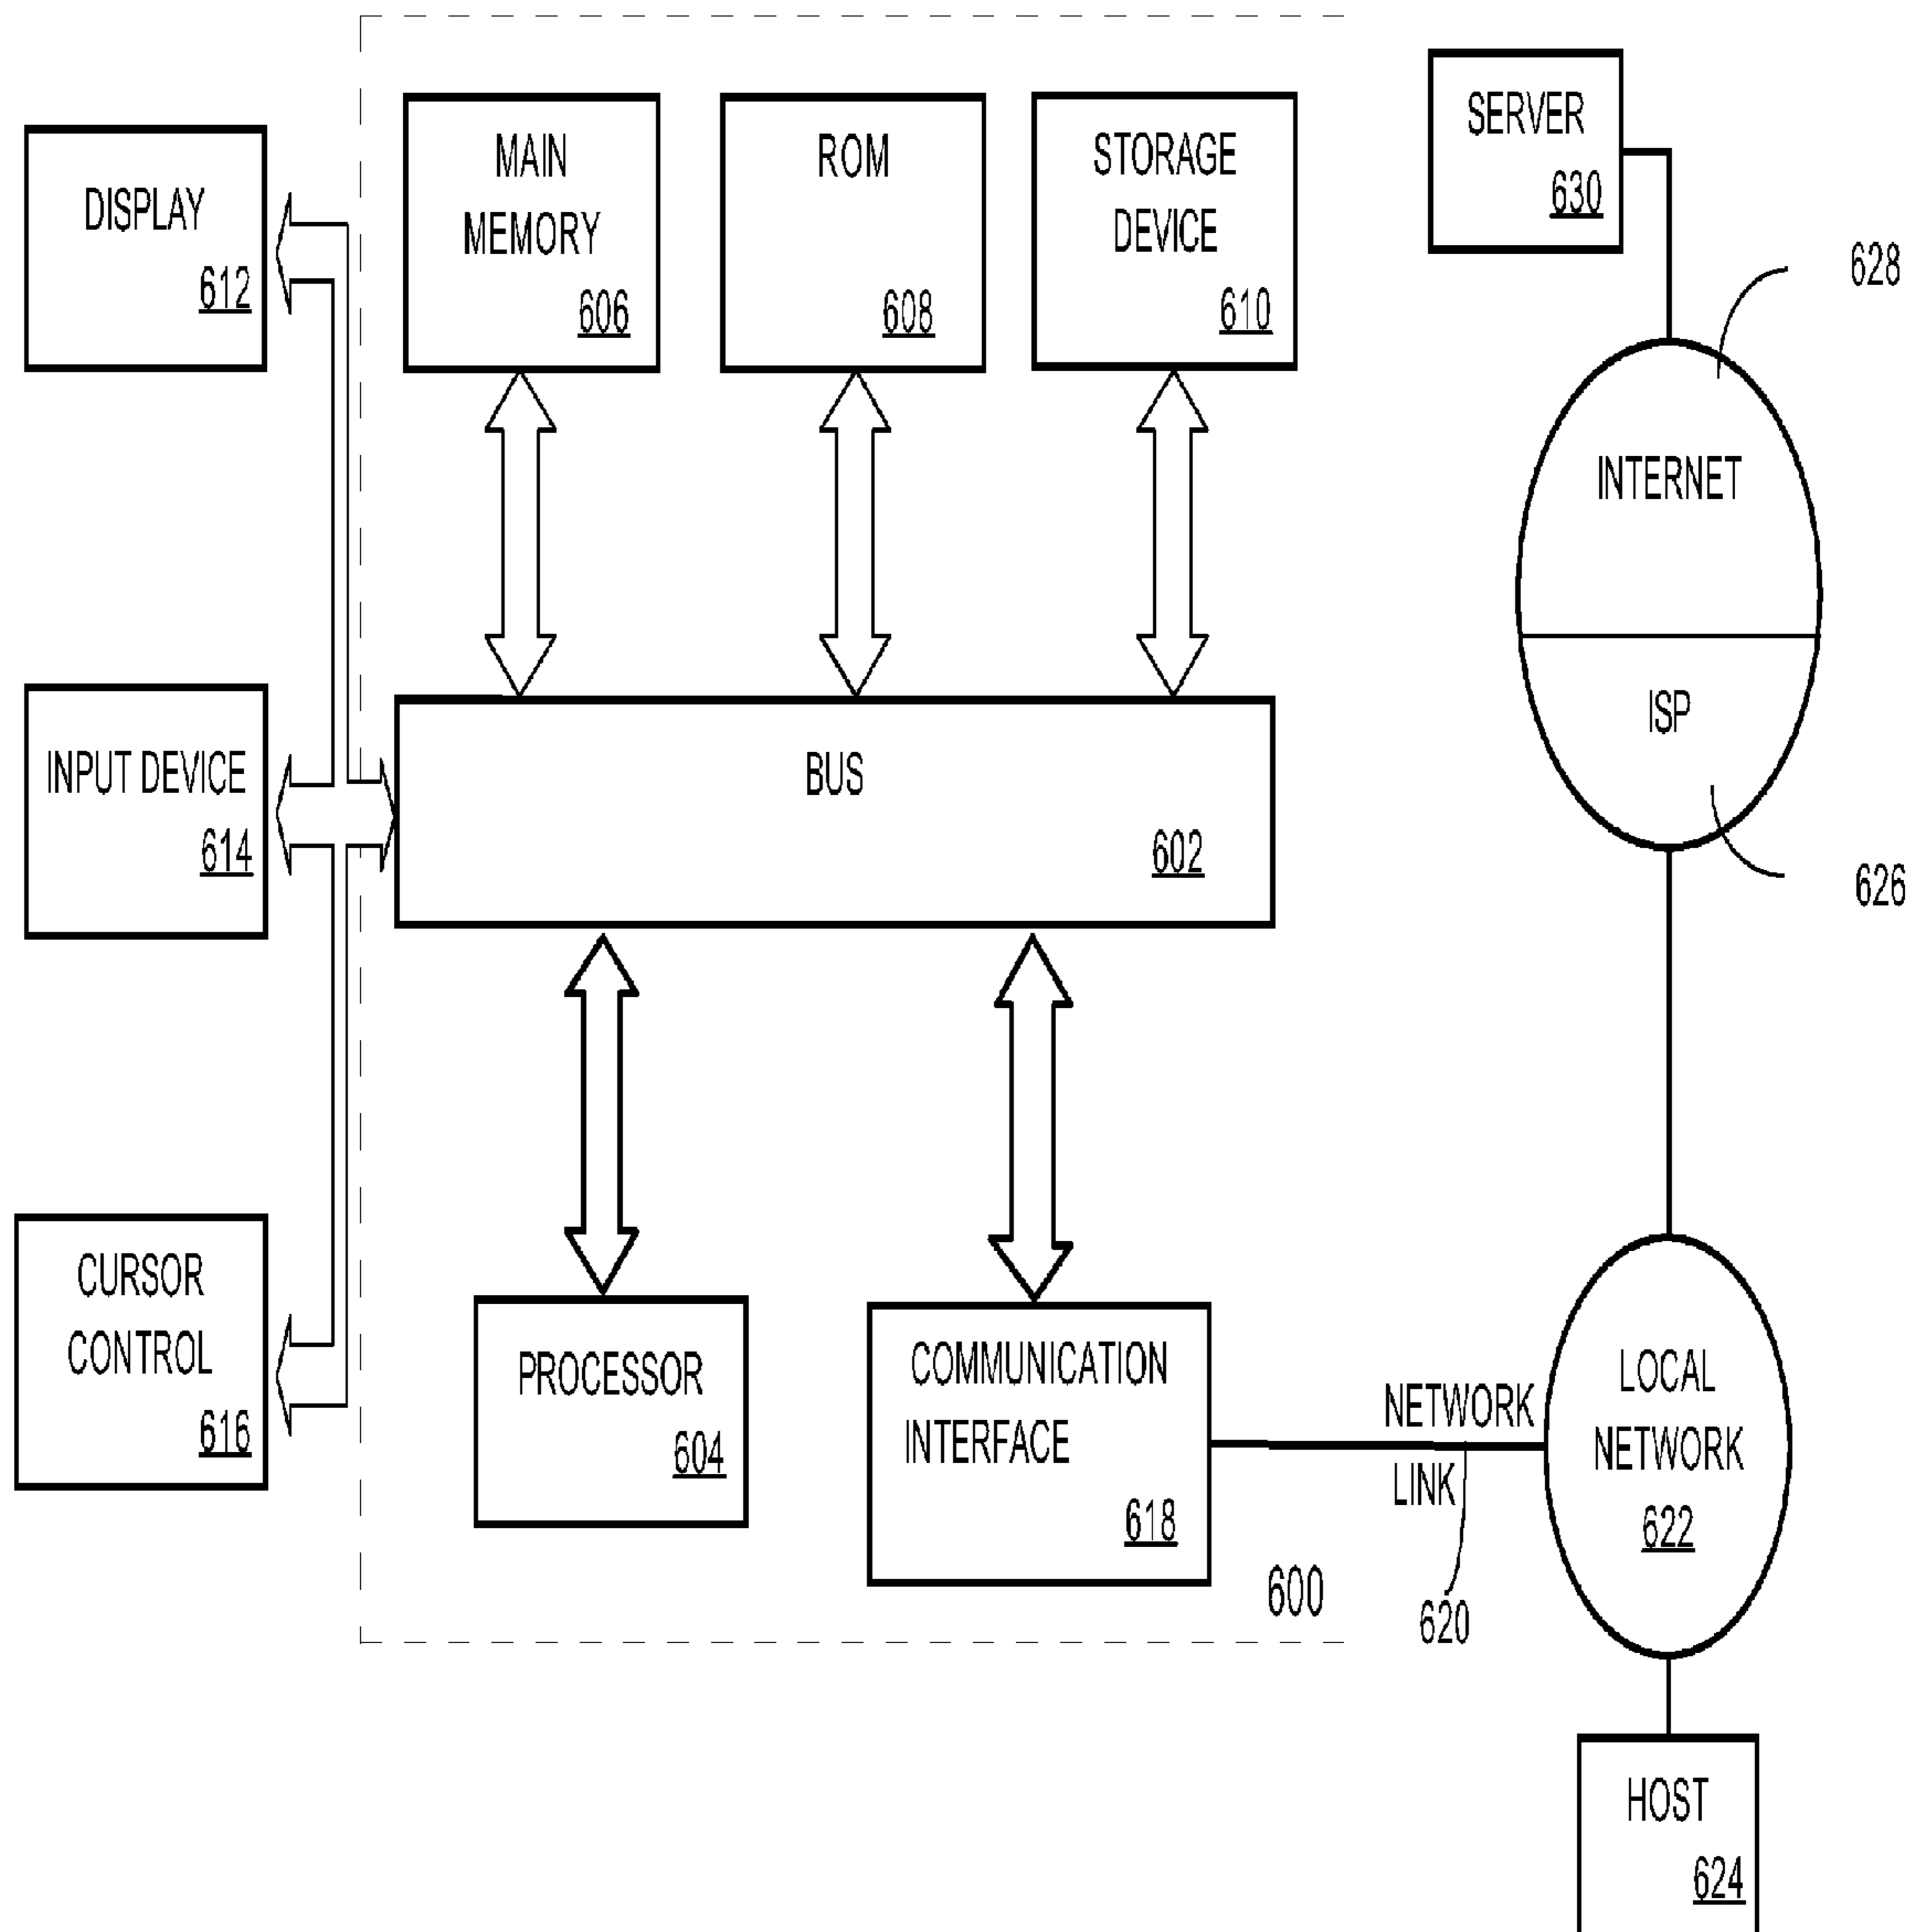 DISPLAY
612
INPUT DEVICE
614
CURSOR
CONTROL
616
MAIN
MEMORY
606
ROM
608
STORAGE
DEVICE
610
BUS
602
PROCESSOR
604
COMMUNICATION
INTERFACE
618
600
NETWORK
LINK
620
SERVER
630
628
INTERNET
ISP
626
LOCAL
NETWORK
622
HOST
624